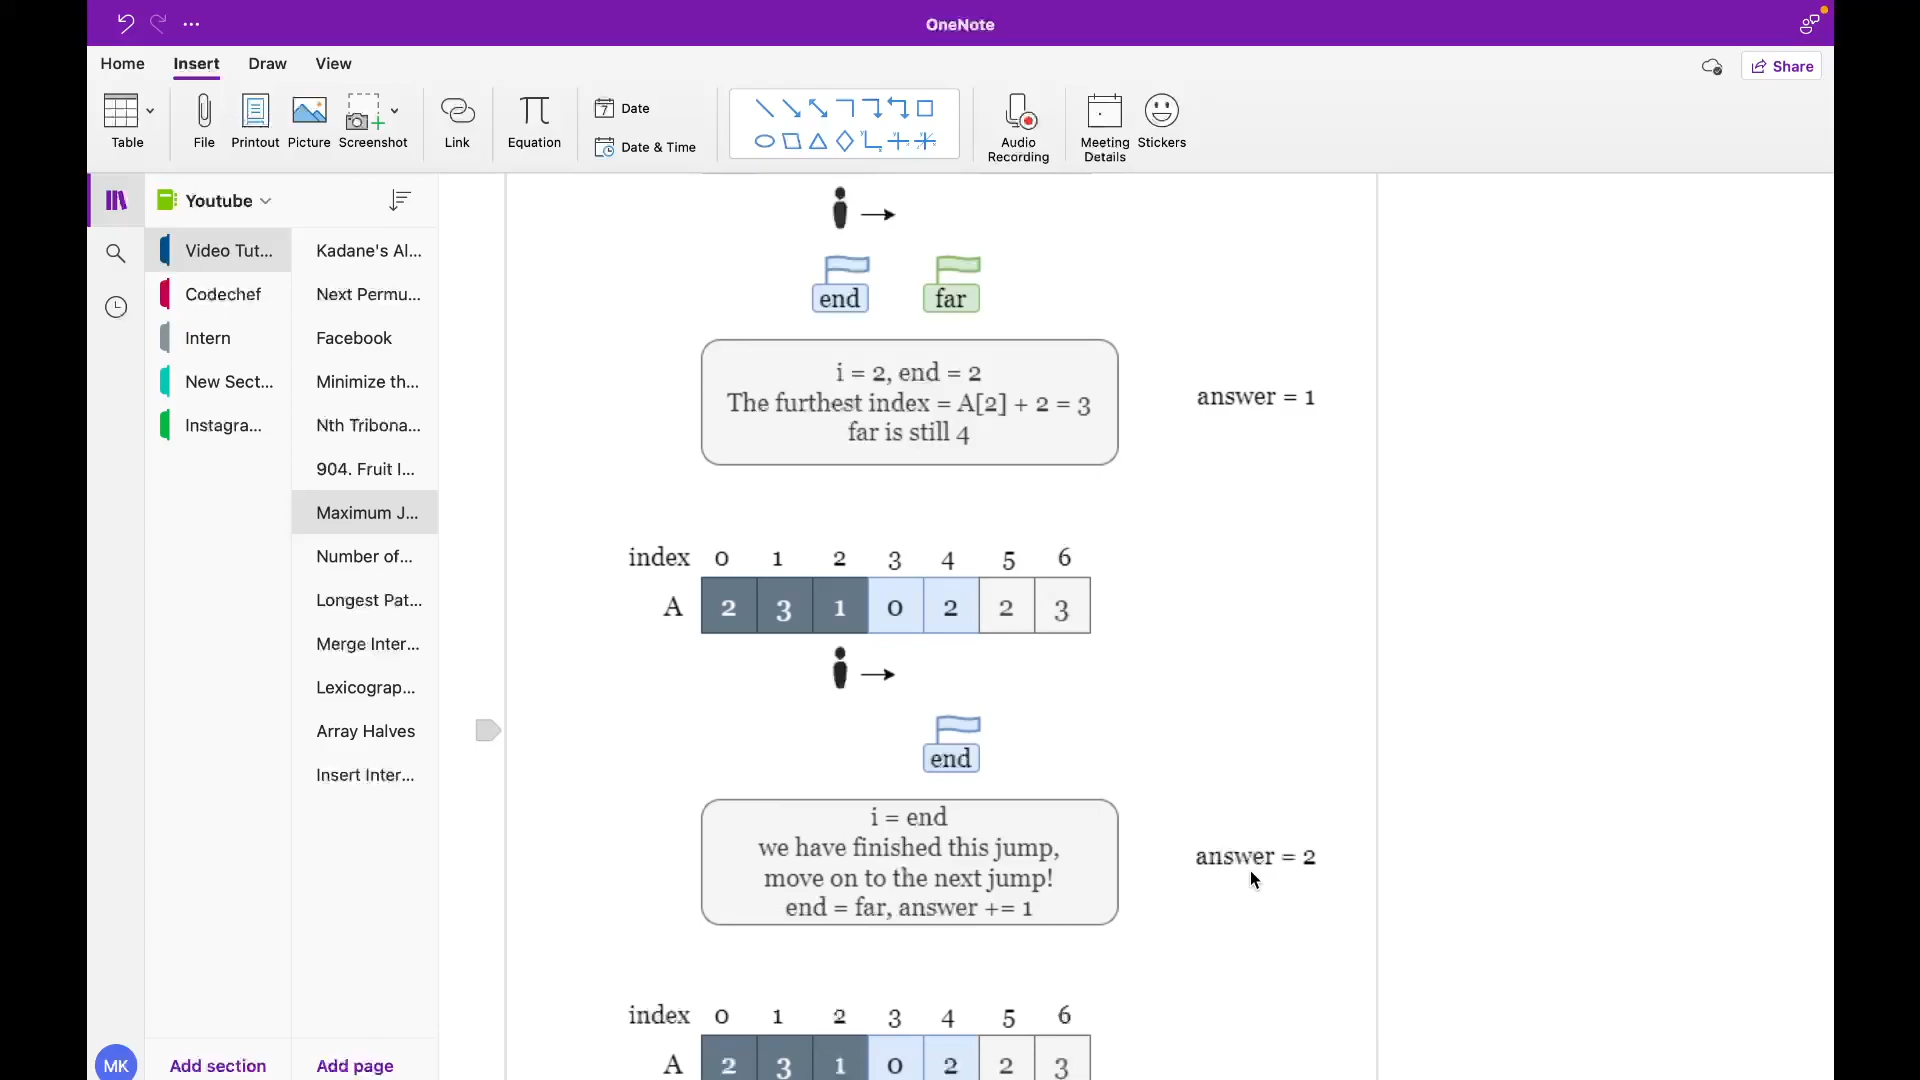 OneNote
Home Insert Draw View
Share
Table File Printout Picture Screenshot Link Equation
7 Date
Date & Time
Audio Recording
Meeting Details
Stickers
Youtube
Video Tut...
Codechef
Intern
New Sect...
Instagra...
Kadane's Al...
Next Permu...
Facebook
Minimize th...
Nth Tribona...
904. Fruit I...
Maximum J...
Number of...
Longest Pat...
Merge Inter...
Lexicograp...
Array Halves
Insert Inter...
MK
Add section
Add page
end far
i = 2, end = 2
The furthest index = A[2] + 2 = 3
far is still 4
answer = 1
index 0 1 2 3 4 5 6
A 2 3 1 0 2 2 3
end
i = end
we have finished this jump,
move on to the next jump!
end = far, answer += 1
answer = 2
index 0 1 2 3 4 5 6
A 2 3 1 0 2 2 3